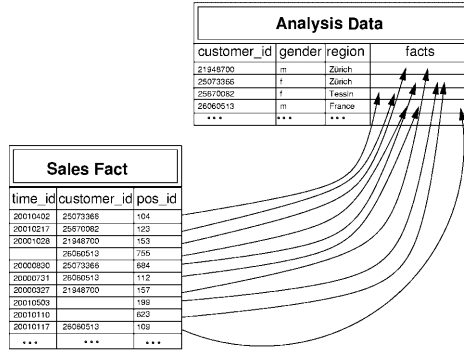 Analysis Data
customer_id gender region facts
21948700 m Zürich
25073366 f Zürich
25670082 f Tessin
26060513 m France
••• ••• •••
Sales Fact
time_id customer_id pos_id
20010402 25073366 104
20010217 25670082 123
20001028 21948700 153
26060513 755
20000830 25073366 684
20000731 26060513 112
20000327 21948700 157
20010503 199
20010110 623
20010117 26060513 109
••• ••• •••